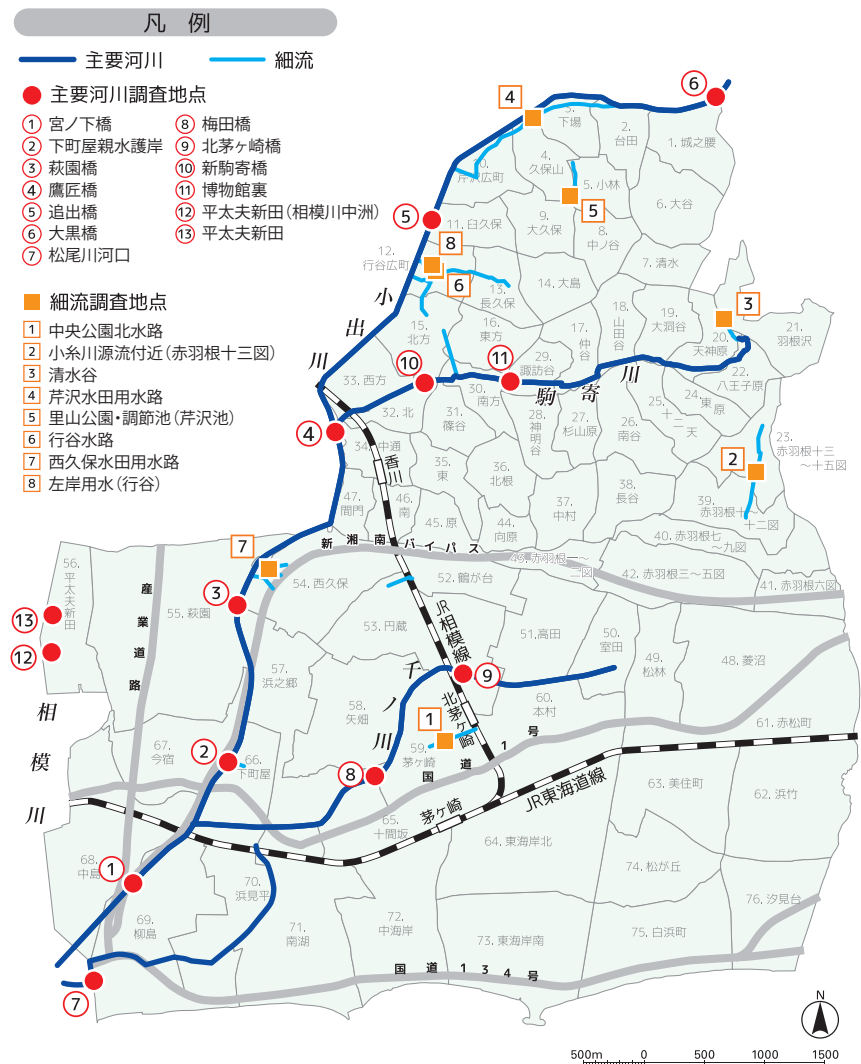 凡 例
主要河川 細流
主要河川調査地点
1 宮ノ下橋
2 下町屋親水護岸
3 萩園橋
4 鷹匠橋
5 追出橋
6 大黒橋
7 松尾川河口
8 梅田橋
9 北茅ヶ崎橋
10 新駒寄橋
11 博物館裏
12 平太夫新田(相模川中洲)
13 平太夫新田
細流調査地点
1 中央公園北水路
2 小糸川源流付近(赤羽根十三図)
3 清水谷
4 芹沢水田用水路
5 里山公園・調節池(芹沢池)
6 行谷水路
7 西久保水田用水路
8 左岸用水(行谷)
6
4
3. 下場
2. 台田
1. 城之腰
10. 芹沢広町
4. 久保山
5. 小林
5
6. 大谷
5
11. 臼久保
9. 大久保
8. 中ノ谷
8
12. 行谷広町
7. 清水
6
13. 長久保
14. 大島
3
小出川
15. 北方
16. 東方
17. 仲谷
18. 山田谷
19. 大洞谷
20. 天神原
21. 羽根沢
10
11
29. 諏訪谷
33. 西方
30. 南方
駒寄川
22. 八王子原
24. 東原
25. 十二天
32. 北
31. 篠谷
28. 神明谷
27. 杉山原
26. 南谷
4
34. 中通
香川
35. 東
36. 北根
2
23. 赤羽根十三
〜十五図
47. 間門
46. 南
45. 原
44. 向原
37. 中村
38. 長谷
39. 赤羽根十〜
十二図
40. 赤羽根七
〜九図
7
新湘南バイパス
43. 赤羽根一〜
二図
42. 赤羽根三〜五図
41. 赤羽根六図
56. 平太夫新田
産業道路
54. 西久保
52. 鶴が台
3
55. 萩園
13
12
53. 円蔵
JR相模線
51. 高田
50. 室田
49. 松林
48. 菱沼
57. 浜之郷
千ノ川
9
相模川
58. 矢畑
1
北茅ヶ崎
60. 本村
61. 赤松町
67. 今宿
2
66. 下町屋
59. 茅ヶ崎
国道1号
8
茅ヶ崎
JR東海道線
63. 美住町
62. 浜竹
65. 十間坂
64. 東海岸北
68. 中島
1
70. 浜見平
74. 松が丘
69. 柳島
71. 南湖
72. 中海岸
73. 東海岸南
75. 白浜町
76. 汐見台
国道134号
7
N
500m 0 500 1000 1500